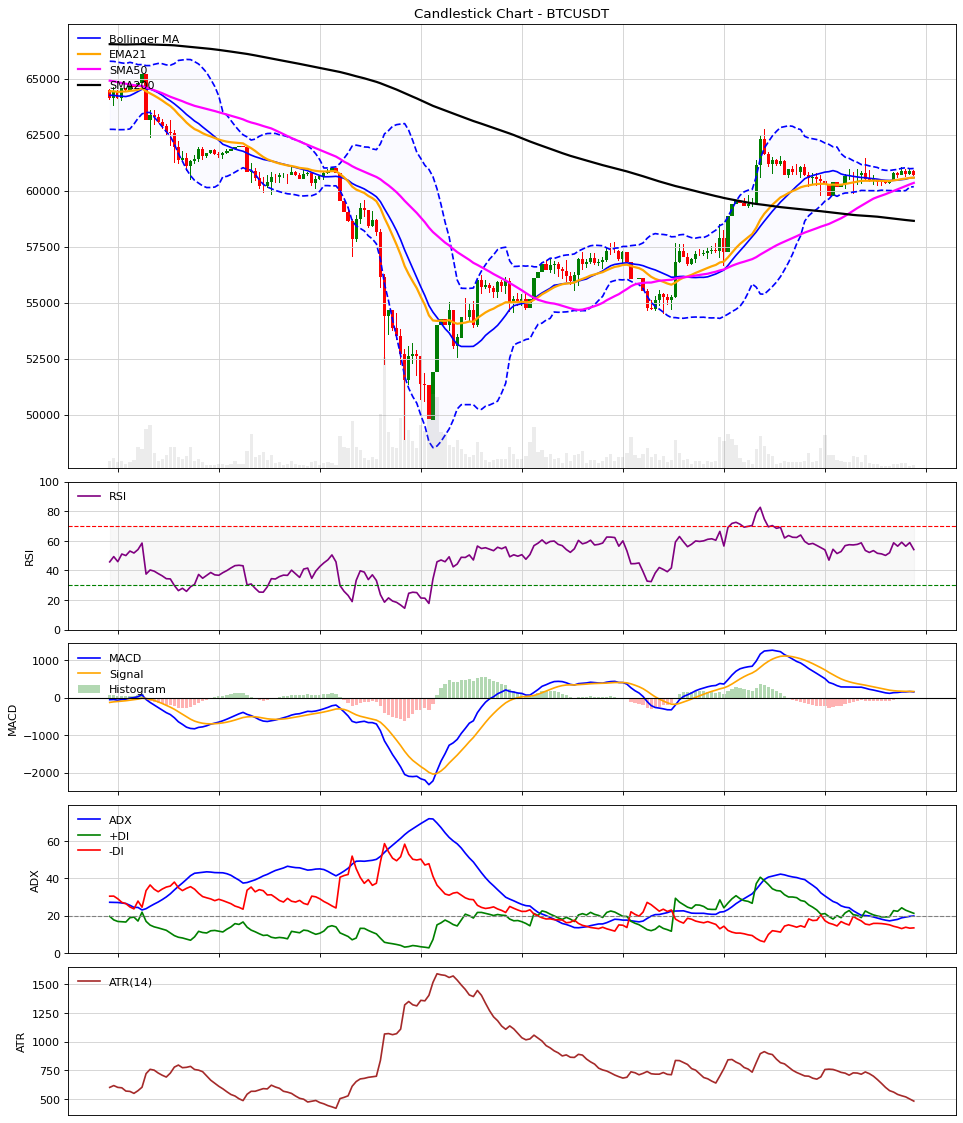 Candlestick Chart - BTCUSDT
Bollinger MA
EMA21
SMA50
SMA200
65000
62500
60000
57500
55000
52500
50000
RSI
RSI
100
80
60
40
20
0
MACD
Signal
Histogram
MACD
1000
0
−1000
−2000
ADX
+DI
-DI
ADX
60
40
20
0
ATR(14)
ATR
1500
1250
1000
750
500